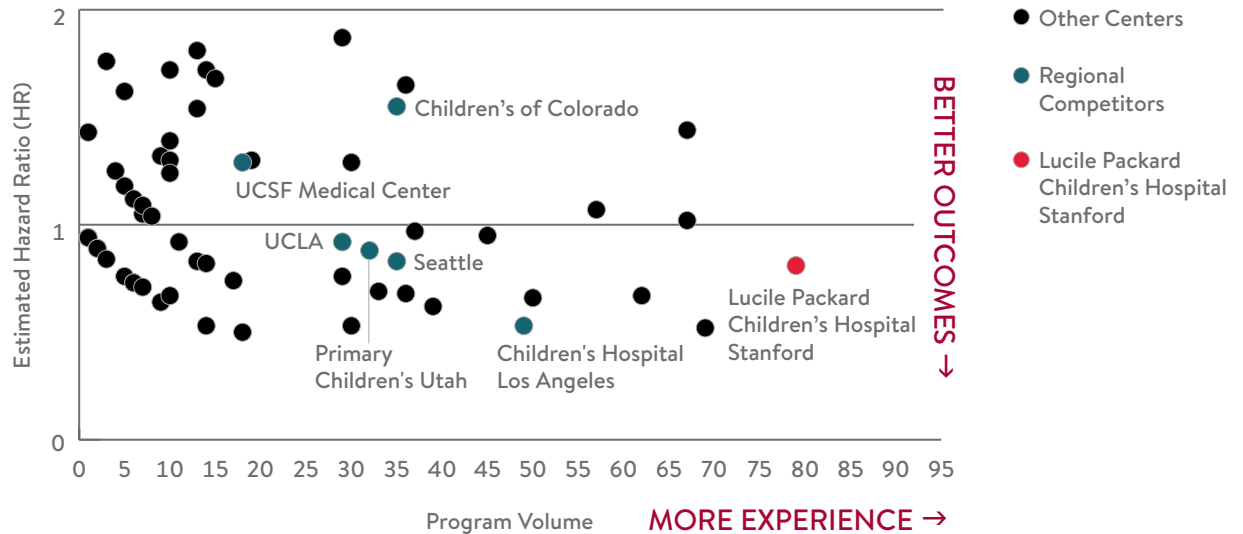 2
Other Centers
Regional
Competitors
Lucile Packard
Children’s Hospital
Stanford
BETTER OUTCOMES →
Estimated Hazard Ratio (HR)
Children’s of Colorado
UCSF Medical Center
1
UCLA
Seattle
Lucile Packard
Children’s Hospital
Stanford
Primary
Children's Utah
Children's Hospital
Los Angeles
0
0 5 10 15 20 25 30 35 40 45 50 55 60 65 70 75 80 85 90 95
Program Volume
MORE EXPERIENCE →